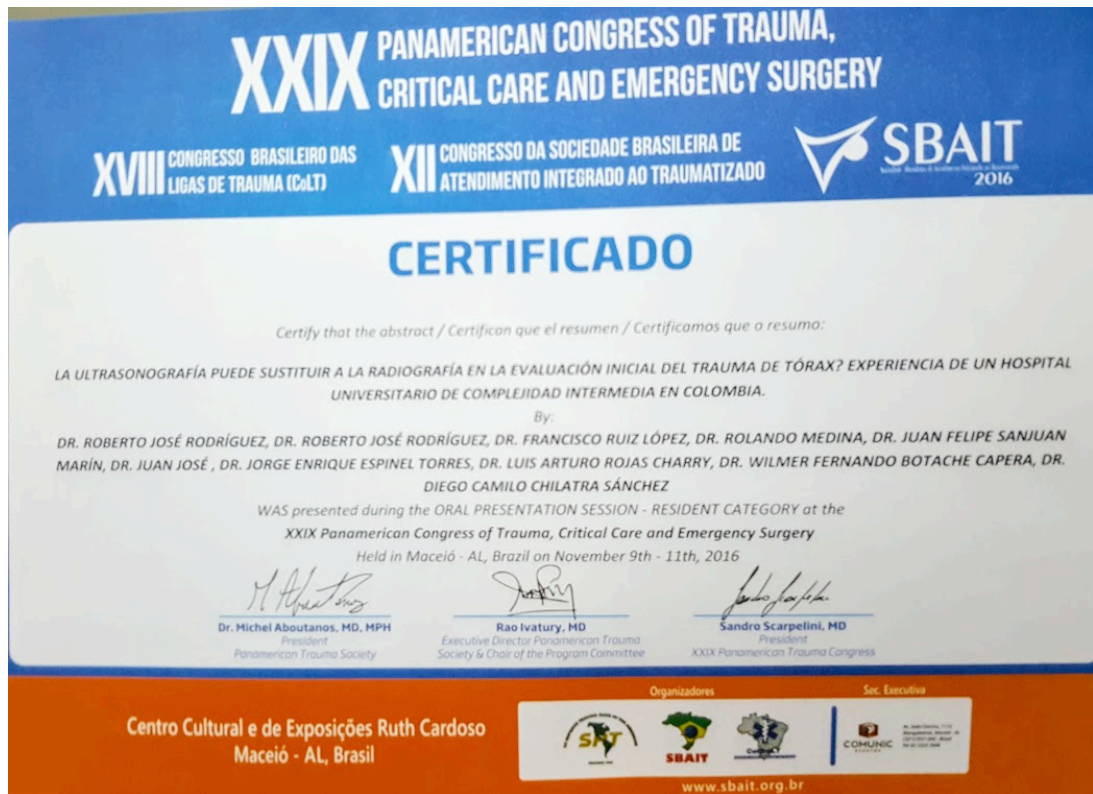 XXIX PANAMERICAN CONGRESS OF TRAUMA,
CRITICAL CARE AND EMERGENCY SURGERY
XVIII CONGRESSO BRASILEIRO DAS
LIGAS DE TRAUMA (CoLT)
XII CONGRESSO DA SOCIEDADE BRASILEIRA DE
ATENDIMENTO INTEGRADO AO TRAUMATIZADO
SBAIT
2016
CERTIFICADO
Certify that the abstract / Certifican que el resumen / Certificamos que o resumo:
LA ULTRASONOGRAFÍA PUEDE SUSTITUIR A LA RADIOGRAFÍA EN LA EVALUACIÓN INICIAL DEL TRAUMA DE TÓRAX? EXPERIENCIA DE UN HOSPITAL
UNIVERSITARIO DE COMPLEJIDAD INTERMEDIA EN COLOMBIA.
By:
DR. ROBERTO JOSÉ RODRÍGUEZ, DR. ROBERTO JOSÉ RODRÍGUEZ, DR. FRANCISCO RUIZ LÓPEZ, DR. ROLANDO MEDINA, DR. JUAN FELIPE SANJUAN
MARÍN, DR. JUAN JOSÉ , DR. JORGE ENRIQUE ESPINEL TORRES, DR. LUIS ARTURO ROJAS CHARRY, DR. WILMER FERNANDO BOTACHE CAPERA, DR.
DIEGO CAMILO CHILATRA SÁNCHEZ
WAS presented during the ORAL PRESENTATION SESSION - RESIDENT CATEGORY at the
XXIX Panamerican Congress of Trauma, Critical Care and Emergency Surgery
Held in Maceió - AL, Brazil on November 9th - 11th, 2016
Dr. Michel Aboutanos, MD, MPH
President
Panamerican Trauma Society
Rao Ivatury, MD
Executive Director Panamerican Trauma
Society & Chair of the Program Committee
Sandro Scarpelini, MD
President
XXIX Panamerican Trauma Congress
Centro Cultural e de Exposições Ruth Cardoso
Maceió - AL, Brasil
Organizadores
Sec. Executiva
SPT
SBAIT
COMUNIC
EVENTOS
www.sbait.org.br